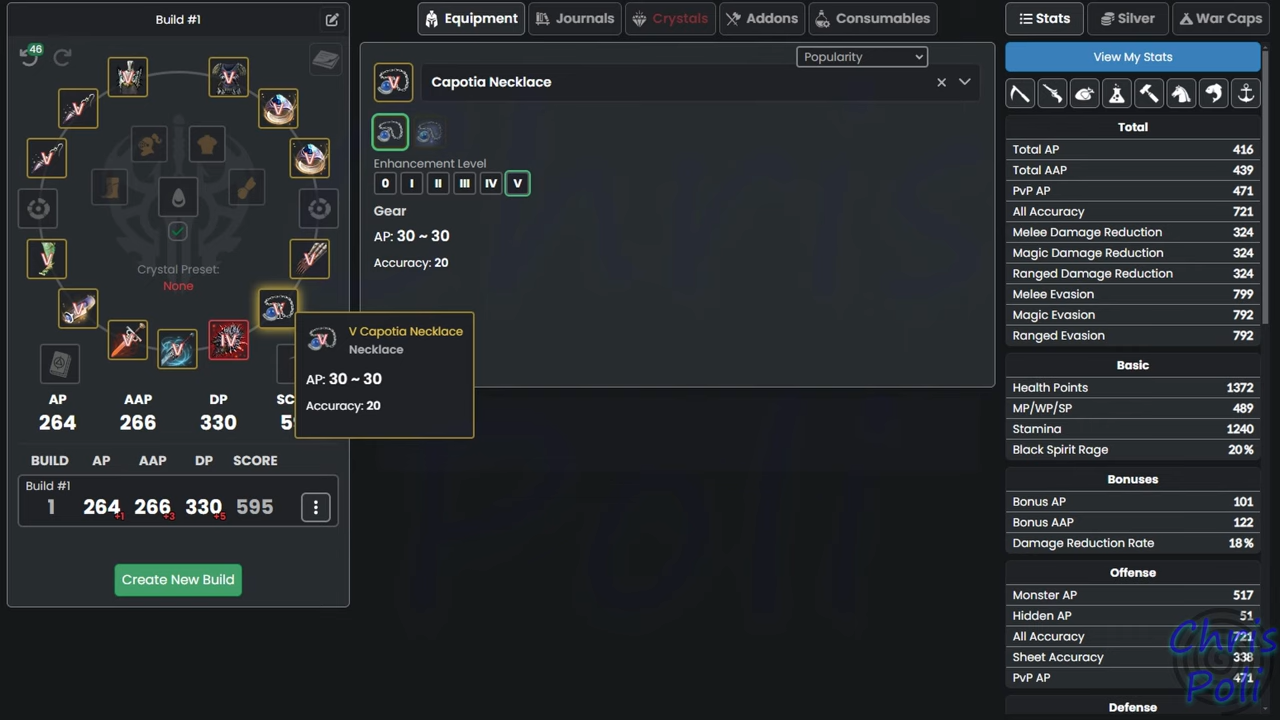 Build #1
46
V
V
V
V
V
V
V
V
V
V
V
V
V
IV
Crystal Preset:
None
AP AAP DP
264 266 330
BUILD AP AAP DP SCORE
Build #1
1 264 +1 266 +3 330 +5 595
Create New Build
Equipment Journals Crystals Addons Consumables
Popularity
V
Capotia Necklace
Enhancement Level
0 I II III IV V
Gear
AP: 30 ~ 30
Accuracy: 20
V
V Capotia Necklace
Necklace
AP: 30 ~ 30
Accuracy: 20
Stats Silver War Caps
View My Stats
Total
Total AP 416
Total AAP 439
PvP AP 471
All Accuracy 721
Melee Damage Reduction 324
Magic Damage Reduction 324
Ranged Damage Reduction 324
Melee Evasion 799
Magic Evasion 792
Ranged Evasion 792
Basic
Health Points 1372
MP/WP/SP 489
Stamina 1240
Black Spirit Rage 20%
Bonuses
Bonus AP 101
Bonus AAP 122
Damage Reduction Rate 18%
Offense
Monster AP 517
Hidden AP 51
All Accuracy 721
Sheet Accuracy 338
PvP AP 471
Defense
Chris
Poli